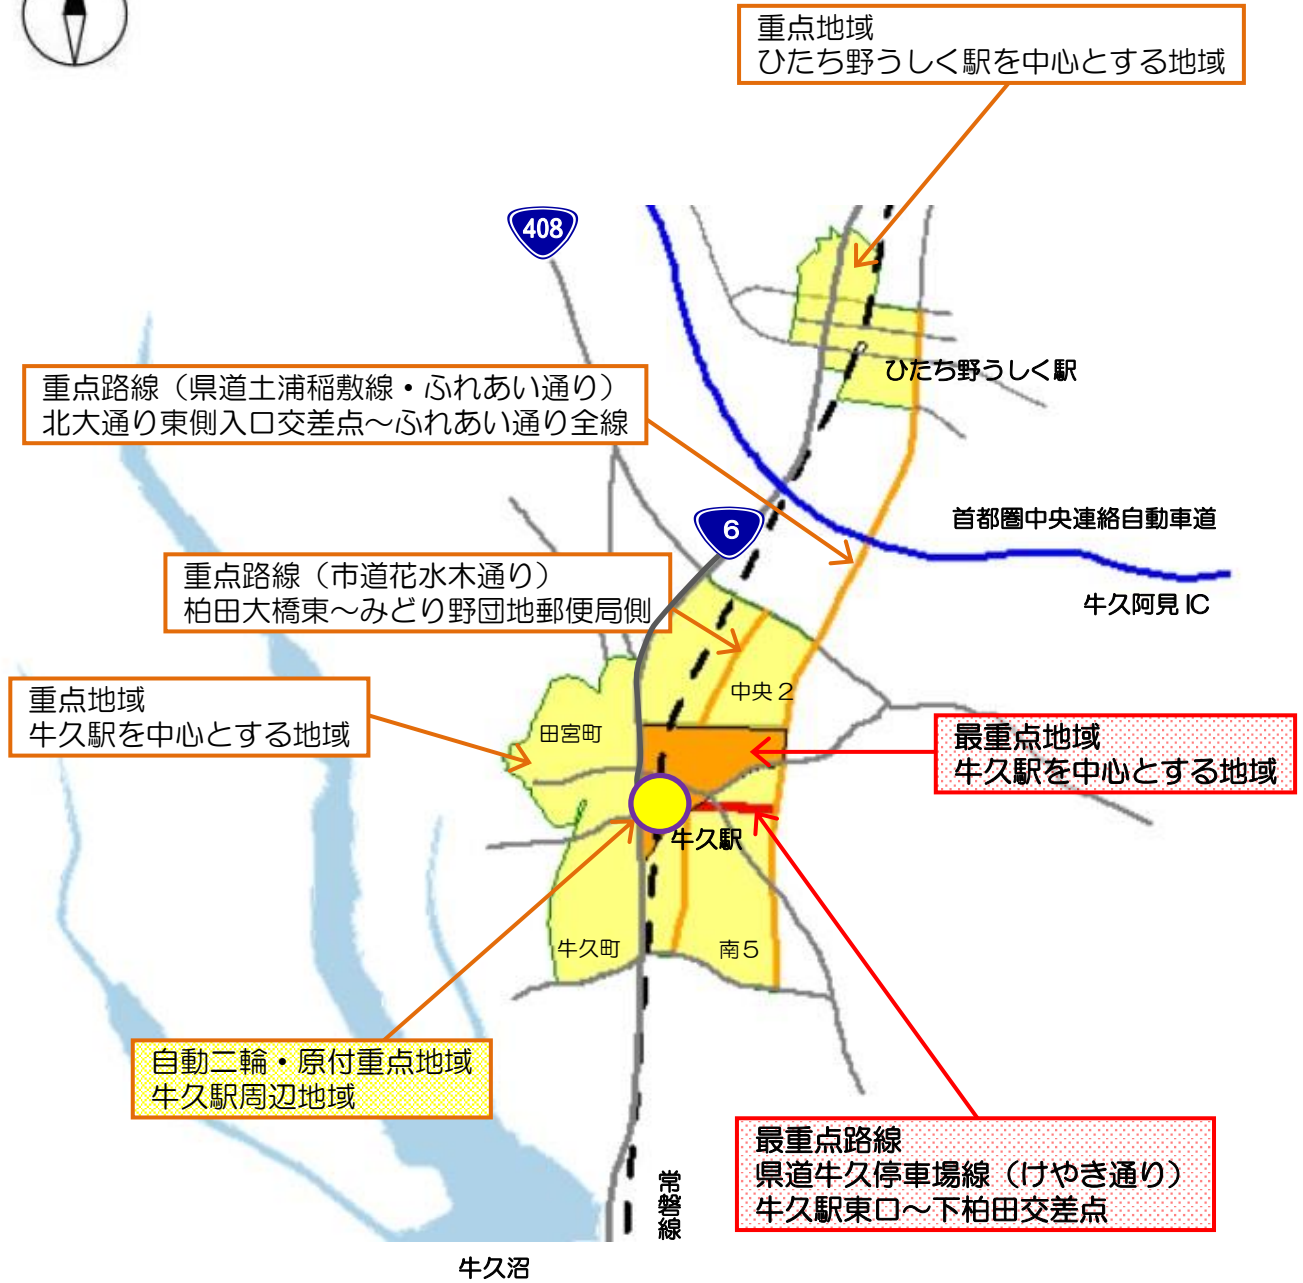 重点地域
ひたち野うしく駅を中心とする地域
408
ひたち野うしく駅
重点路線（県道土浦稲敷線・ふれあい通り）
北大通り東側入口交差点～ふれあい通り全線
首都圏中央連絡自動車道
6
重点路線（市道花水木通り）
柏田大橋東～みどり野団地郵便局側
牛久阿見 IC
重点地域
牛久駅を中心とする地域
中央２
田宮町
最重点地域
牛久駅を中心とする地域
牛久駅
牛久町
南５
自動二輪・原付重点地域
牛久駅周辺地域
最重点路線
県道牛久停車場線（けやき通り）
牛久駅東口～下柏田交差点
常磐線
牛久沼